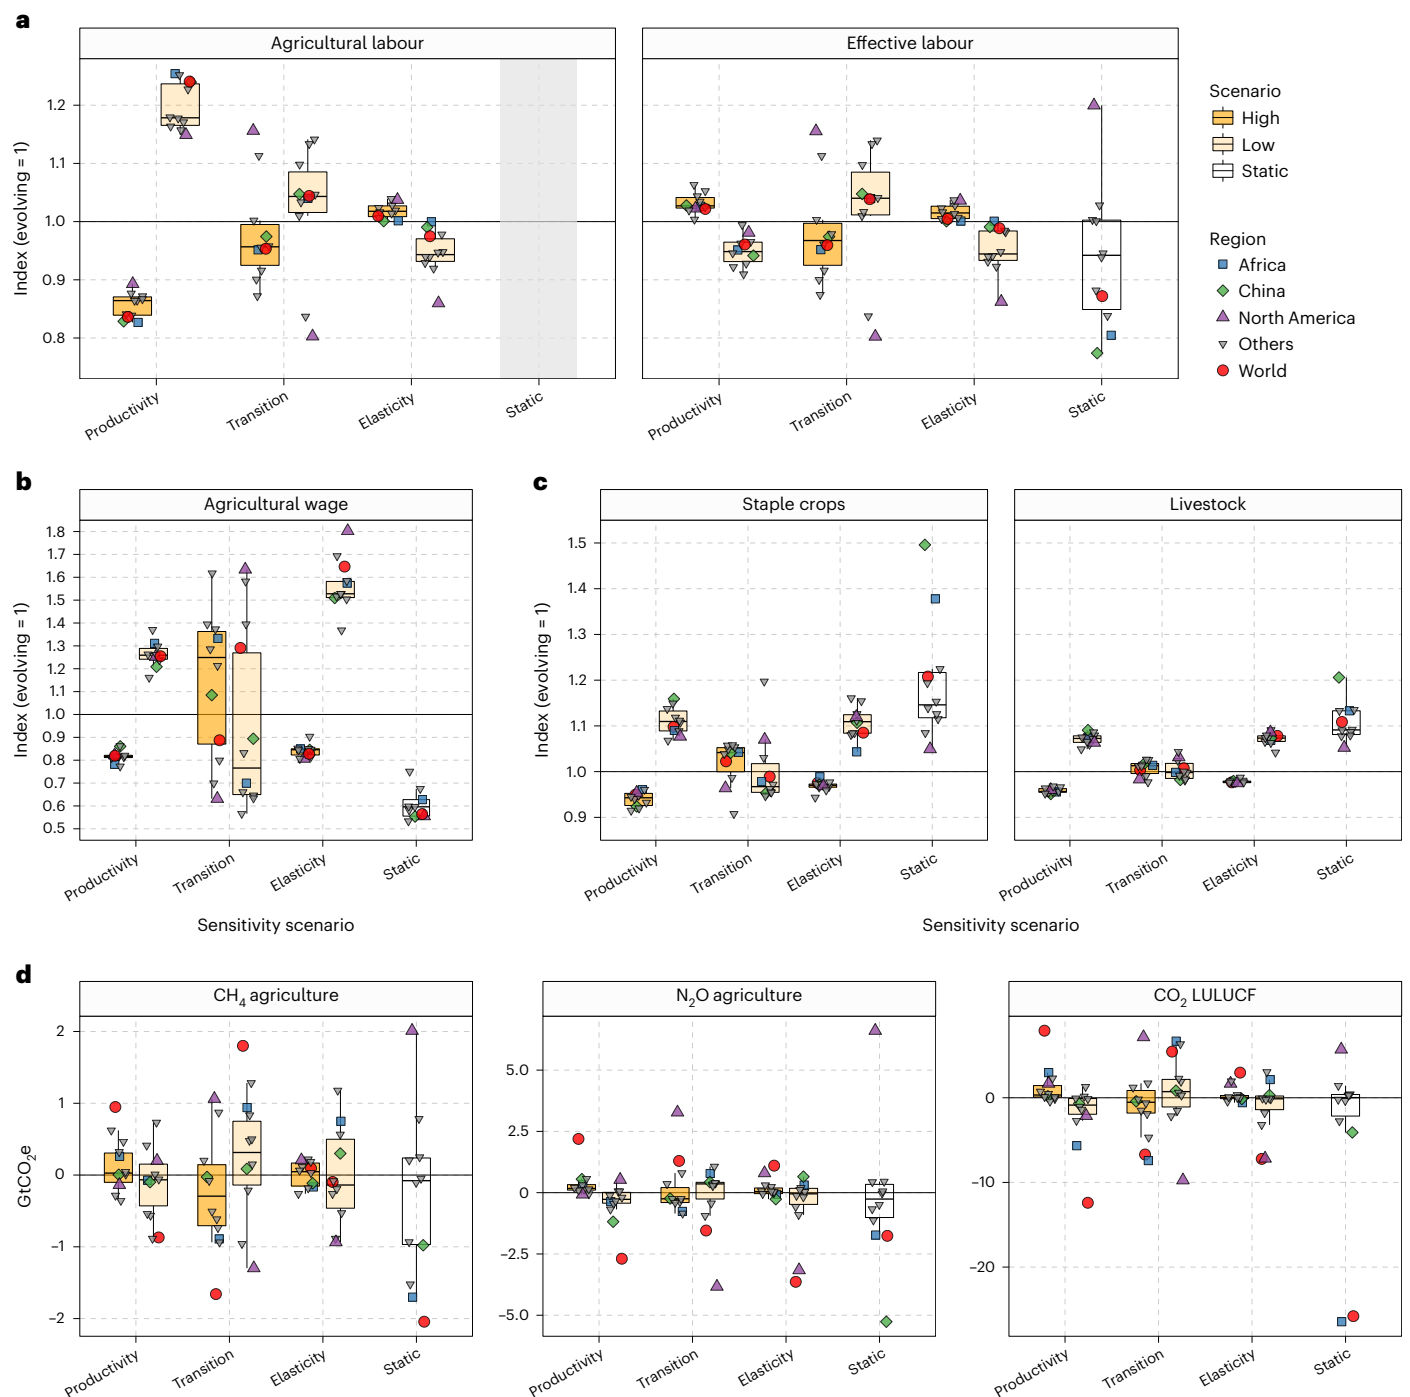 a
Agricultural labour
Effective labour
Index (evolving = 1)
1.2
1.1
1.0
0.9
0.8
Productivity
Transition
Elasticity
Static
Productivity
Transition
Elasticity
Static
Scenario
High
Low
Static
Region
Africa
China
North America
Others
World
b
Agricultural wage
Index (evolving = 1)
1.8
1.7
1.6
1.5
1.4
1.3
1.2
1.1
1.0
0.9
0.8
0.7
0.6
0.5
Productivity
Transition
Elasticity
Static
Sensitivity scenario
c
Staple crops
Livestock
Index (evolving = 1)
1.5
1.4
1.3
1.2
1.1
1.0
0.9
Productivity
Transition
Elasticity
Static
Productivity
Transition
Elasticity
Static
Sensitivity scenario
d
CH4 agriculture
N2O agriculture
CO2 LULUCF
GtCO2e
2
1
0
−1
−2
Productivity
Transition
Elasticity
Static
5.0
2.5
0
−2.5
−5.0
Productivity
Transition
Elasticity
Static
0
−10
−20
Productivity
Transition
Elasticity
Static